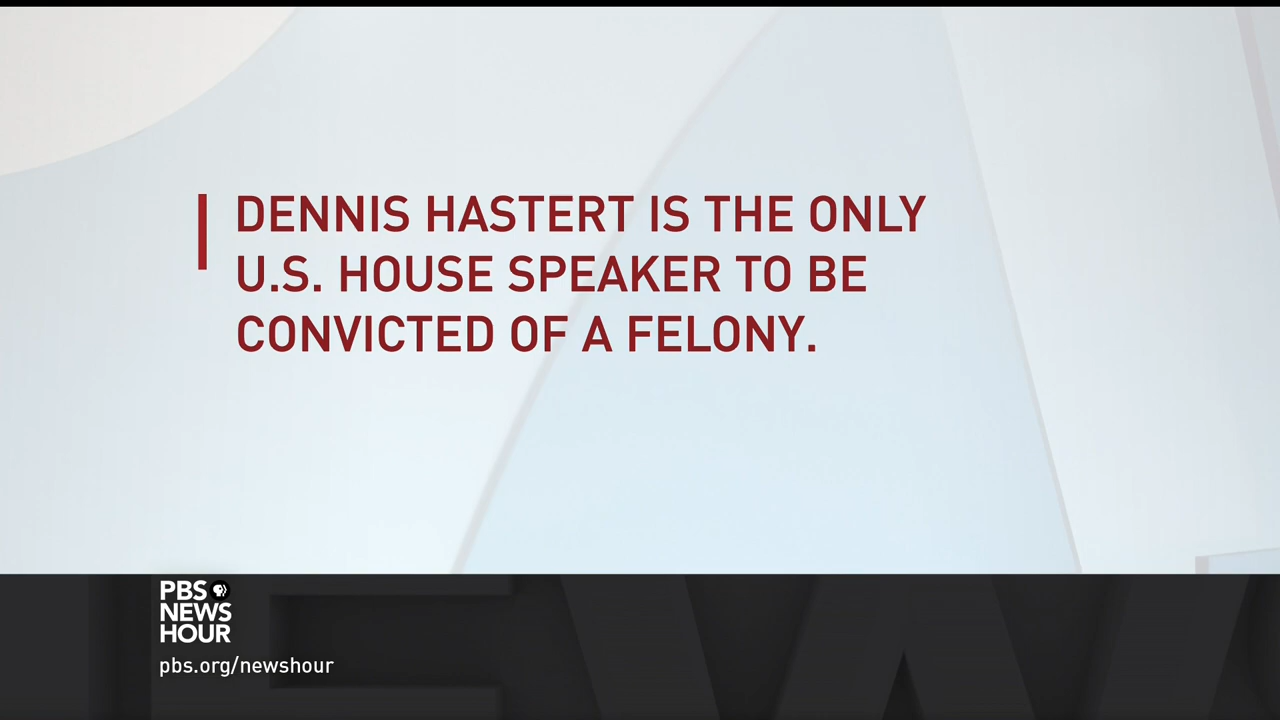 DENNIS HASTERT IS THE ONLY
U.S. HOUSE SPEAKER TO BE
CONVICTED OF A FELONY.
PBS
NEWS
HOUR
pbs.org/newshour